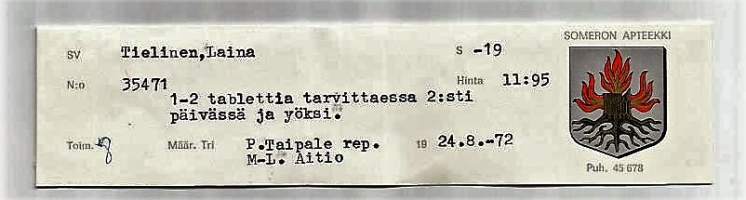 SOMERON APTEEKKI
SV Tielinen,Laina S -19
N:o 35471 Hinta 11:95
1-2 tablettia tarvittaessa 2:sti
päivässä ja yöksi.
Toim. Määr. Tri P.Taipale rep. 19 24.8.-72
M-L. Aitio
Puh. 45 678